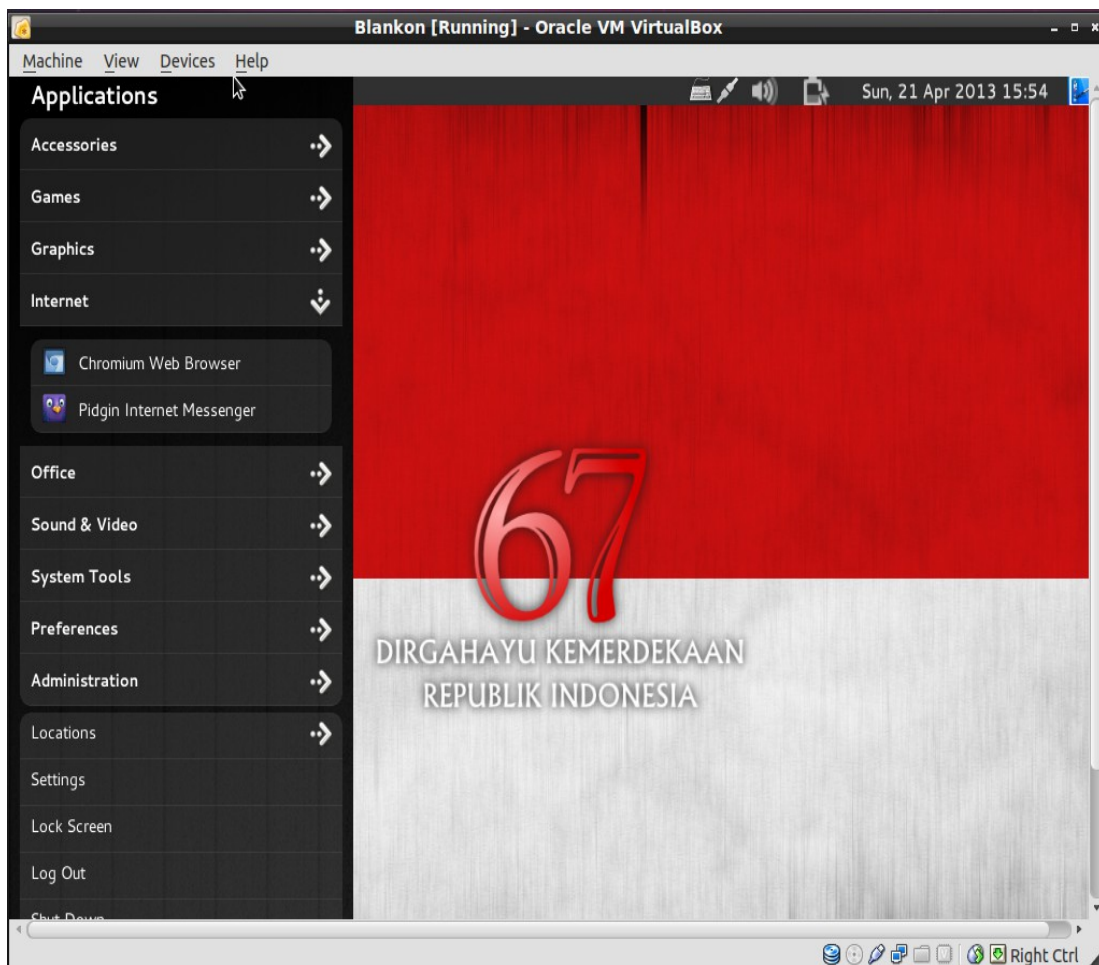 Blankon [Running] - Oracle VM VirtualBox
Machine View Devices Help
Applications
Sun, 21 Apr 2013 15:54
Accessories
Games
Graphics
Internet
Chromium Web Browser
Pidgin Internet Messenger
Office
Sound & Video
System Tools
Preferences
Administration
Locations
Settings
Lock Screen
Log Out
Shut Down
67
DIRGAHAYU KEMERDEKAAN
REPUBLIK INDONESIA
Right Ctrl